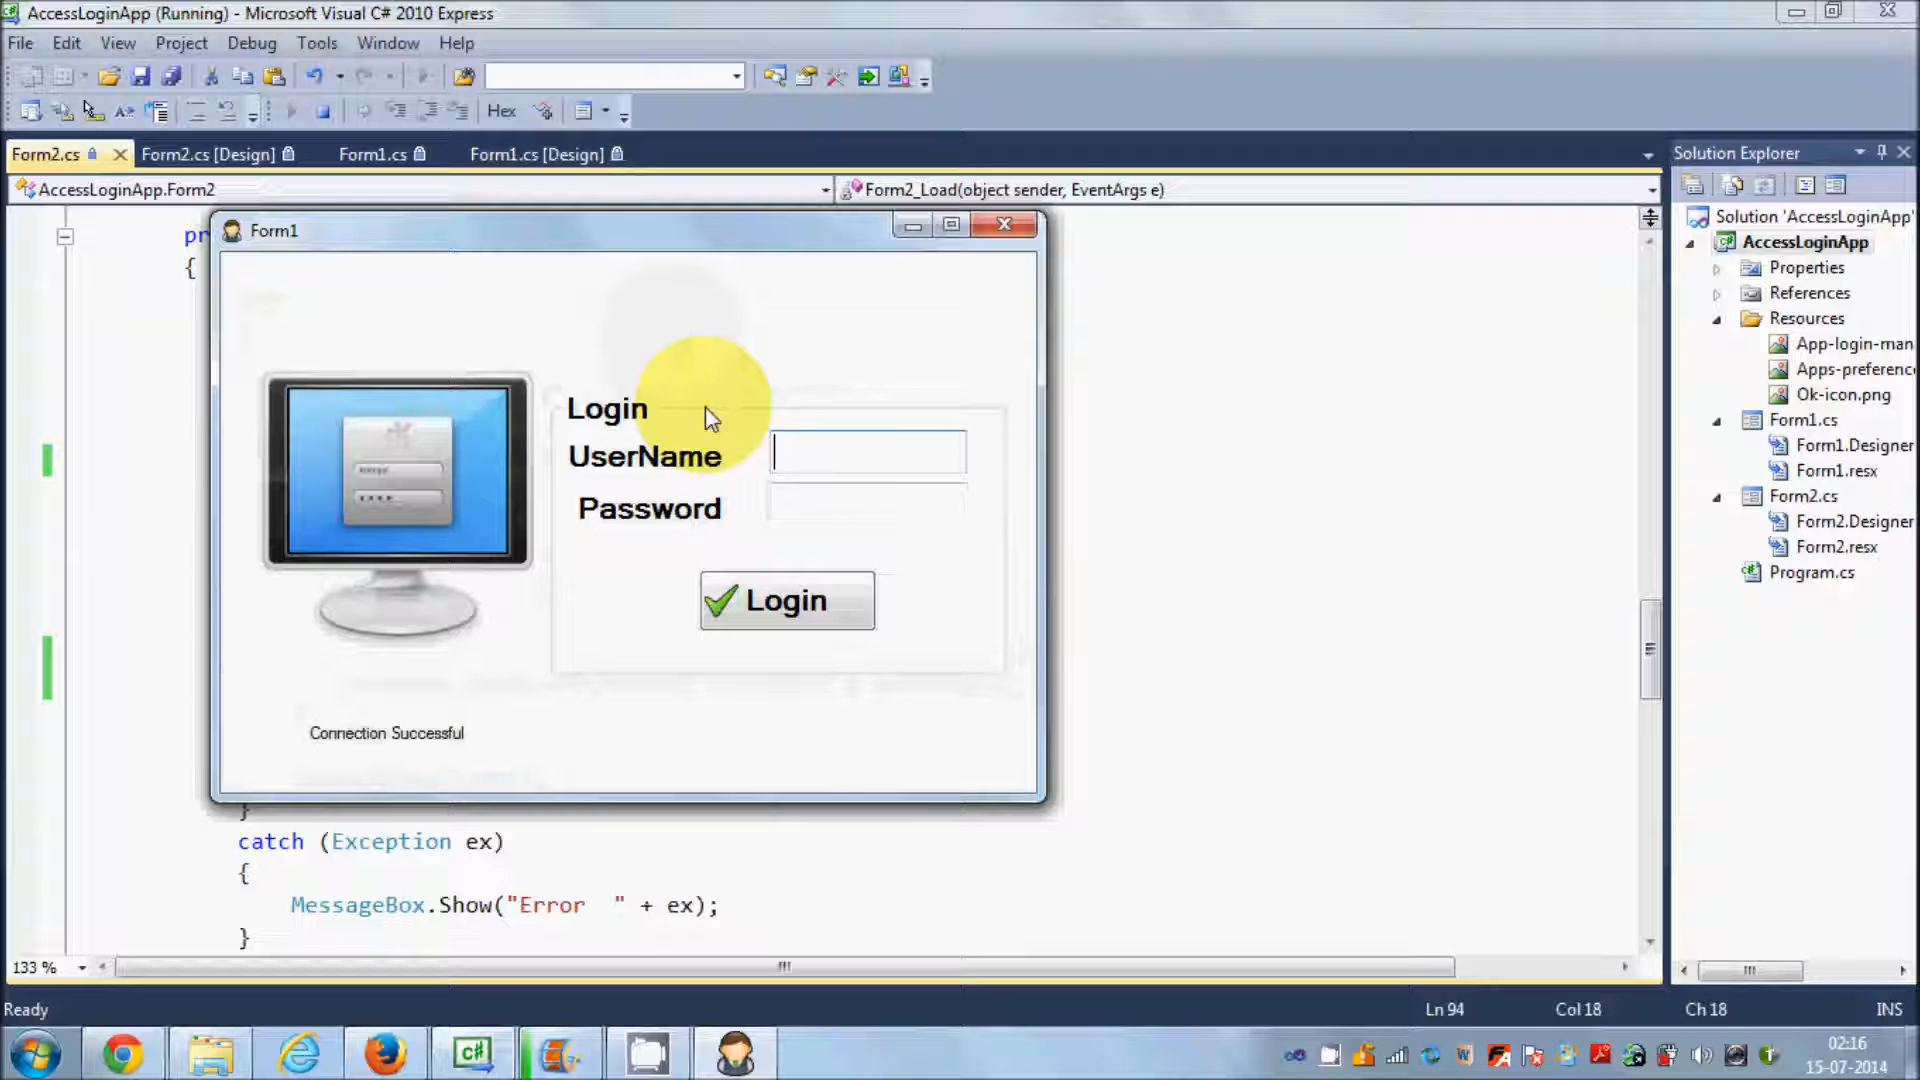 AccessLoginApp (Running) - Microsoft Visual C# 2010 Express
File Edit View Project Debug Tools Window Help
Hex
Form2.cs Form2.cs [Design] Form1.cs Form1.cs [Design]
Solution Explorer
AccessLoginApp.Form2
Form2_Load(object sender, EventArgs e)
Solution 'AccessLoginApp'
AccessLoginApp
Properties
References
Resources
App-login-man
Apps-preference
Ok-icon.png
Form1.cs
Form1.Designer
Form1.resx
Form2.cs
Form2.Designer
Form2.resx
Program.cs
pr
{
Form1
Login
UserName
Password
Login
Connection Successful
}
catch (Exception ex)
{
MessageBox.Show("Error  " + ex);
}
133 %
Ready
Ln 94 Col 18 Ch 18 INS
02:16
15-07-2014